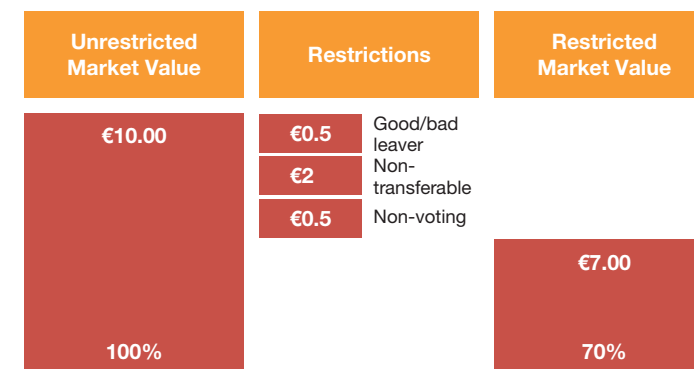 Unrestricted
Market Value
Restrictions
Restricted
Market Value
€10.00
€0.5
Good/bad
leaver
€2
Non-
transferable
€0.5
Non-voting
€7.00
100%
70%